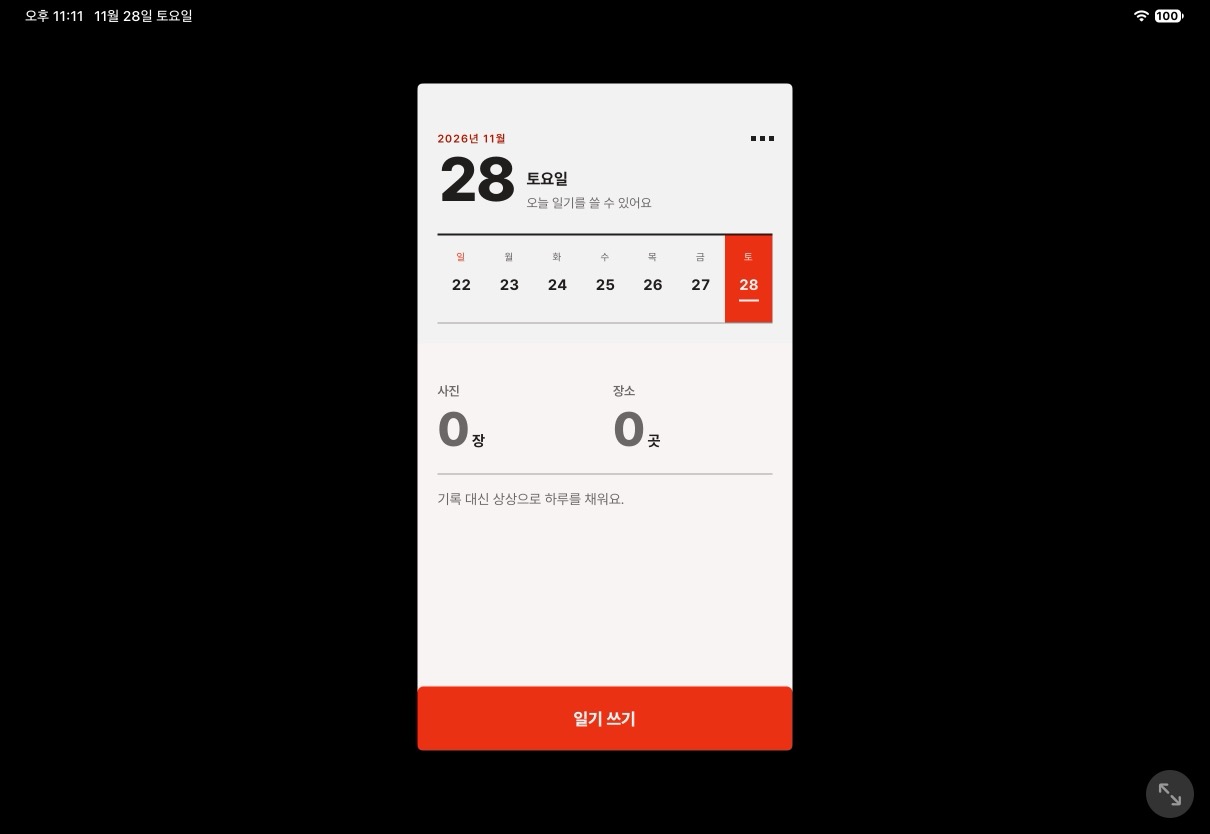 오후 11:11 11월 28일 토요일
100
2026년 11월
28
토요일
오늘 일기를 쓸 수 있어요
일 월 화 수 목 금 토
22 23 24 25 26 27 28
사진 장소
0장 0곳
기록 대신 상상으로 하루를 채워요.
일기 쓰기